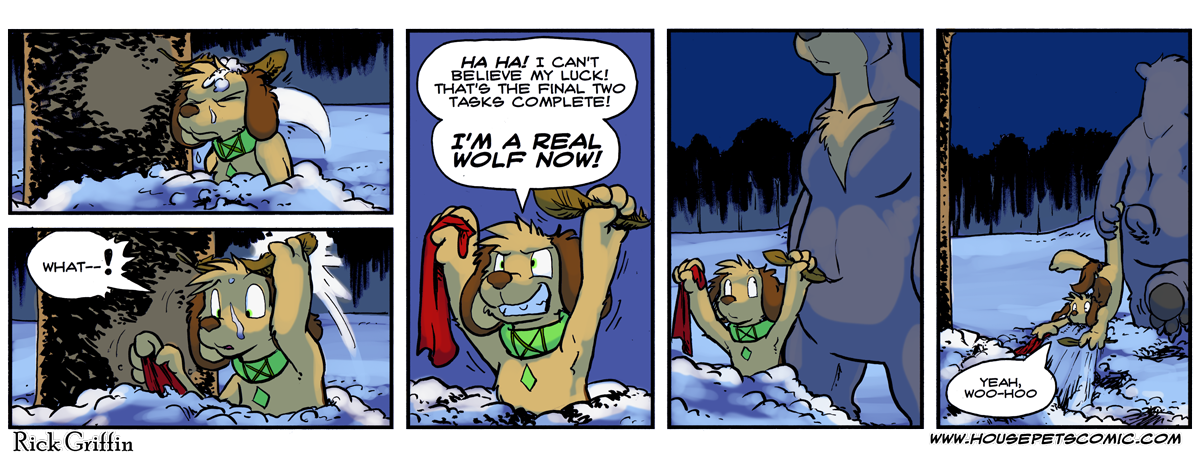 WHAT--!
HA HA! I CAN'T
BELIEVE MY LUCK!
THAT'S THE FINAL TWO
TASKS COMPLETE!
I'M A REAL
WOLF NOW!
YEAH,
WOO-HOO
Rick Griffin
WWW.HOUSEPETSCOMIC.COM